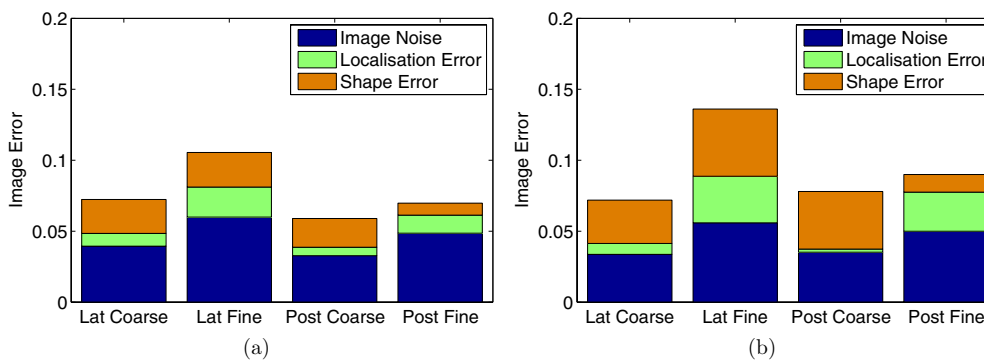 0.2
0.15
0.1
0.05
0
Image Error
Image Noise
Localisation Error
Shape Error
Lat Coarse Lat Fine Post Coarse Post Fine
(a)
0.2
0.15
0.1
0.05
0
Image Error
Image Noise
Localisation Error
Shape Error
Lat Coarse Lat Fine Post Coarse Post Fine
(b)